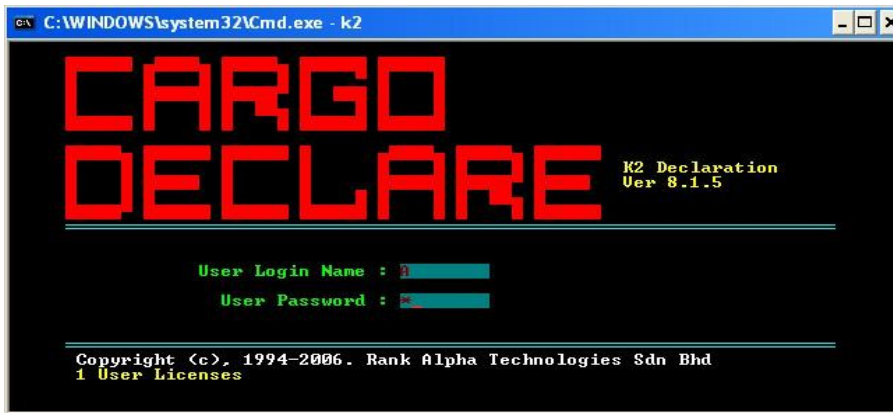 C:\WINDOWS\system32\Cmd.exe - k2
CARGO
DECLARE
K2 Declaration
Ver 8.1.5
User Login Name : A
User Password : *_
Copyright (c), 1994-2006. Rank Alpha Technologies Sdn Bhd
1 User Licenses